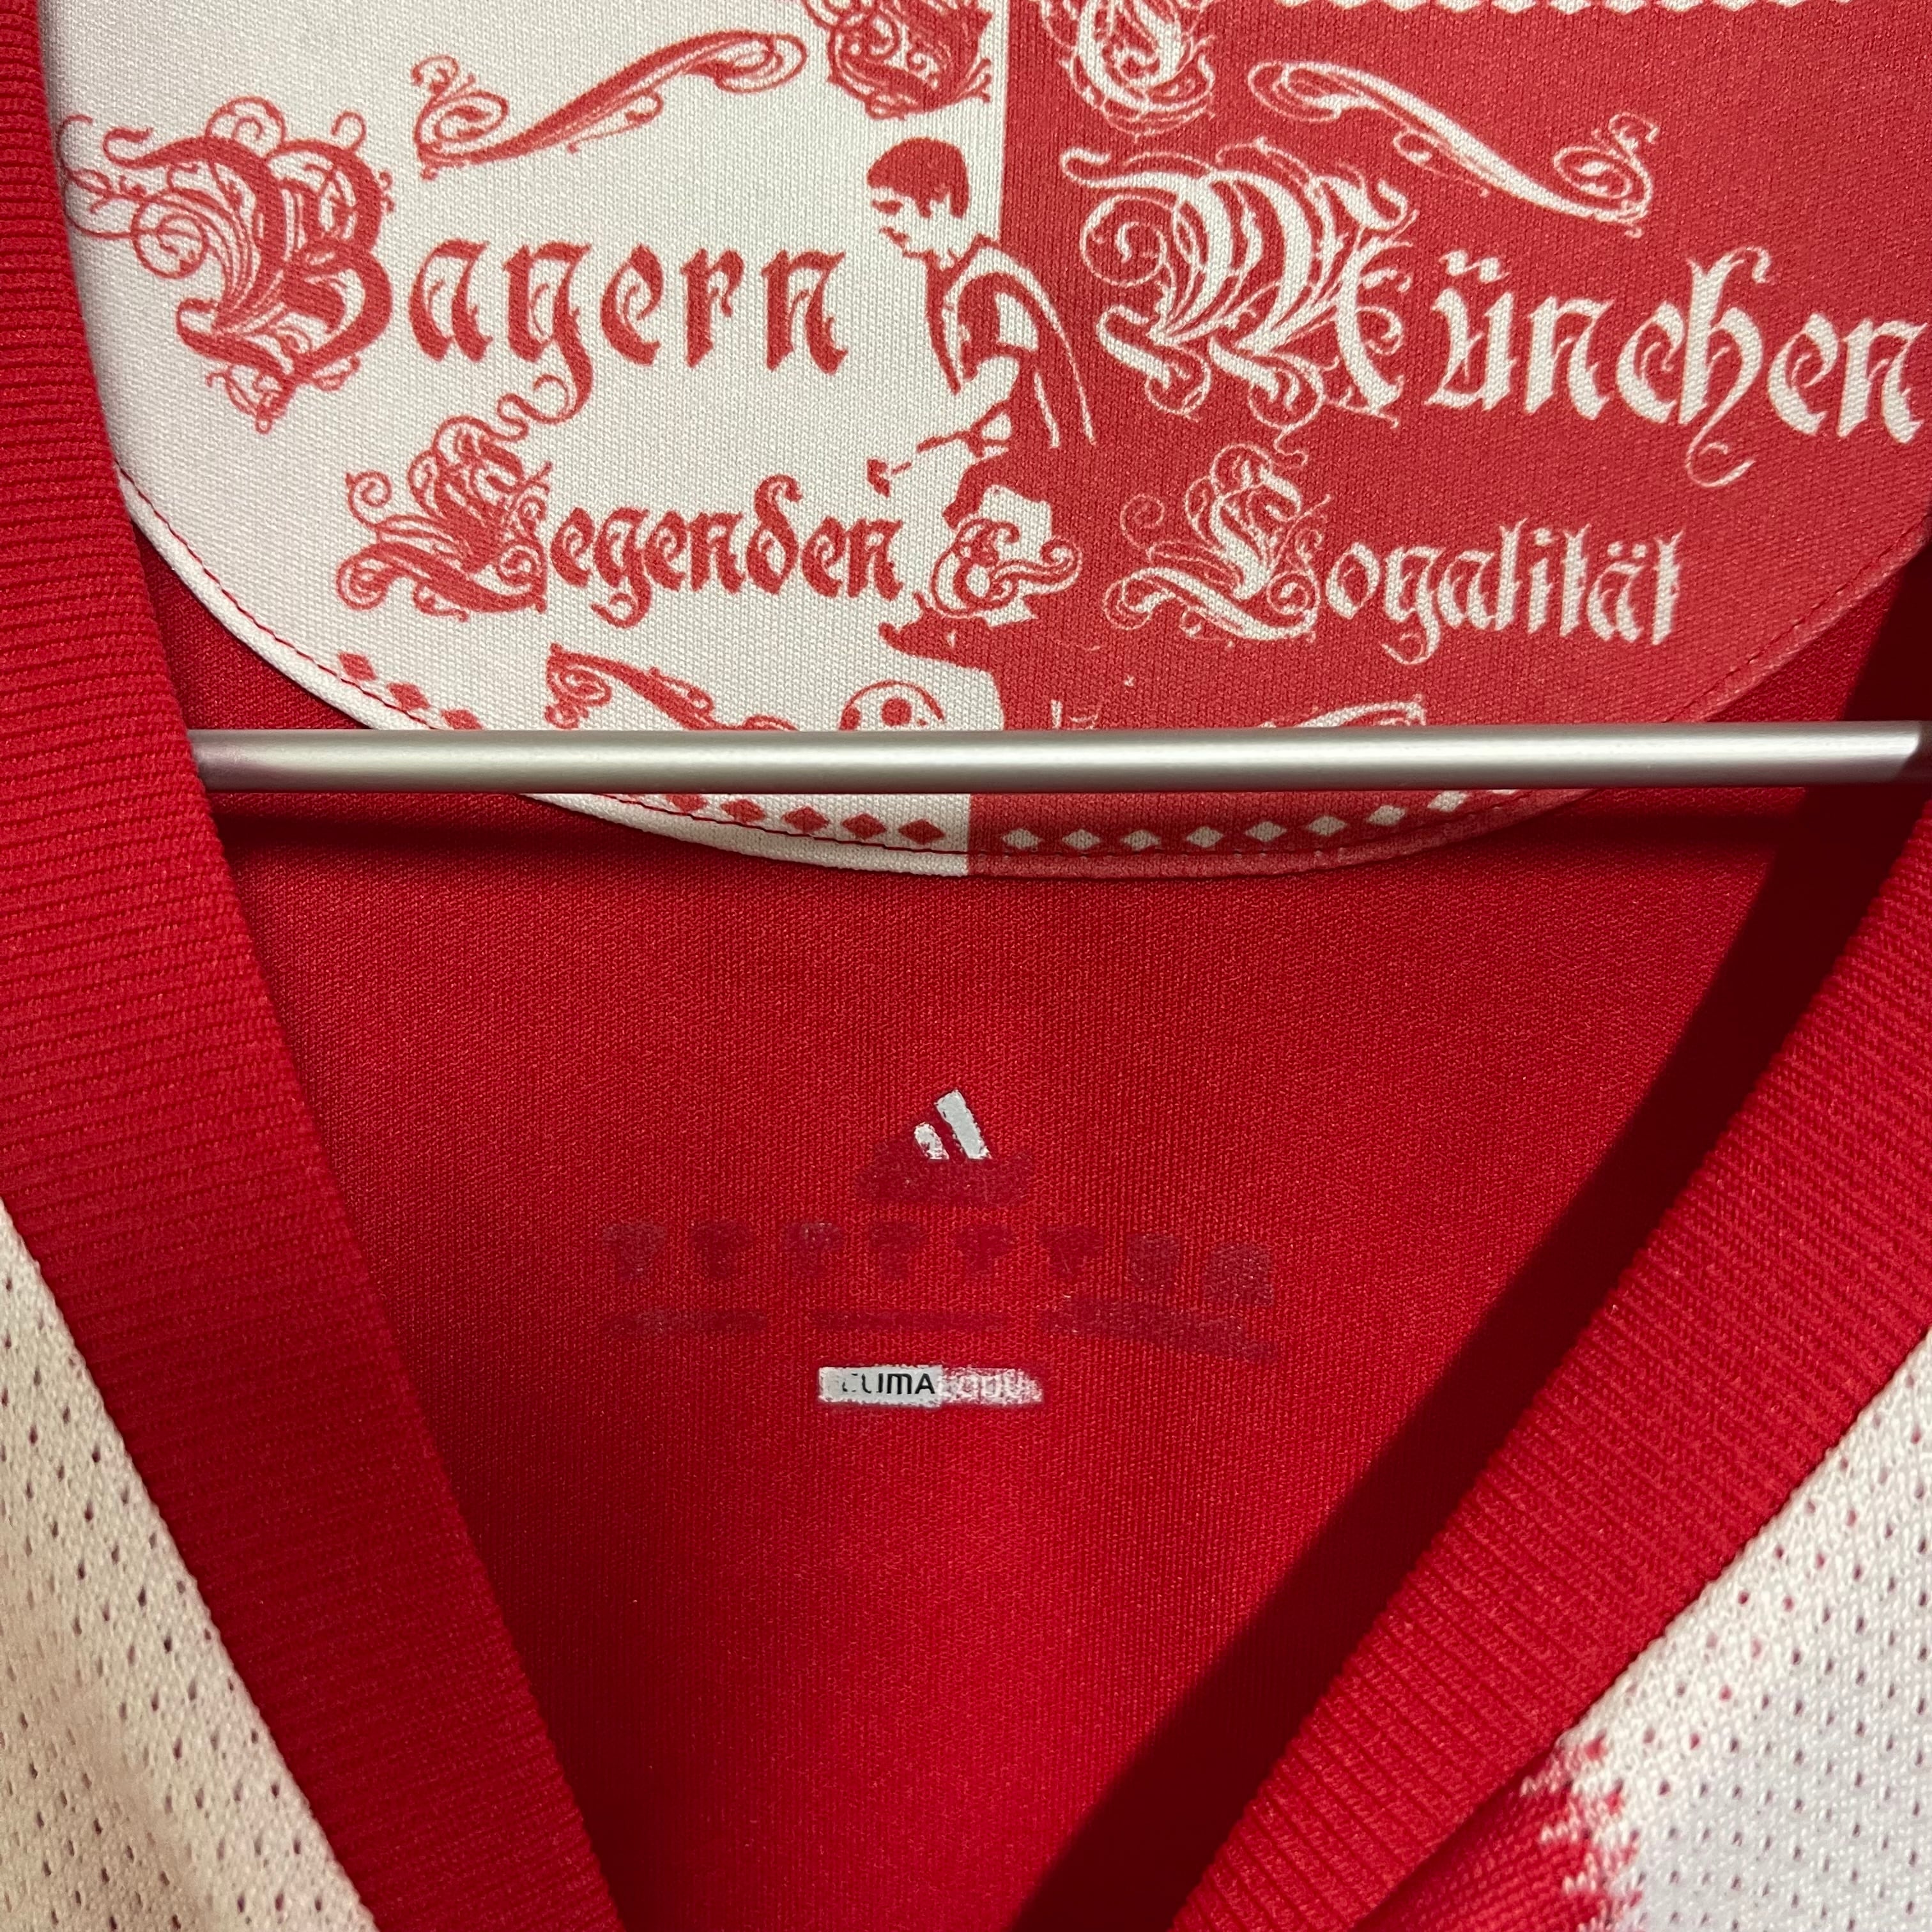 Bayern München
Legenden & Loyalität
CLIMA